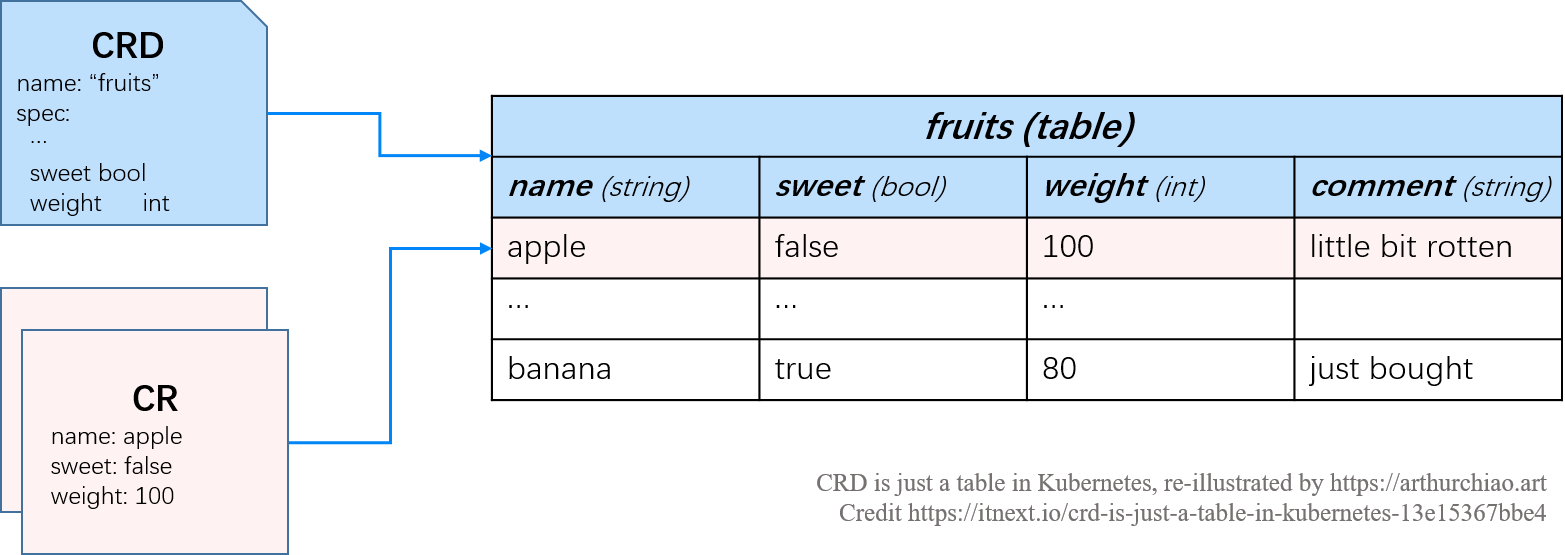 CRD
name: “fruits”
spec:
...
sweet bool
weight int
CR
name: apple
sweet: false
weight: 100
fruits (table)
name (string) sweet (bool) weight (int) comment (string)
apple false 100 little bit rotten
... ... ...
banana true 80 just bought
CRD is just a table in Kubernetes, re-illustrated by https://arthurchiao.art
Credit https://itnext.io/crd-is-just-a-table-in-kubernetes-13e15367bbe4